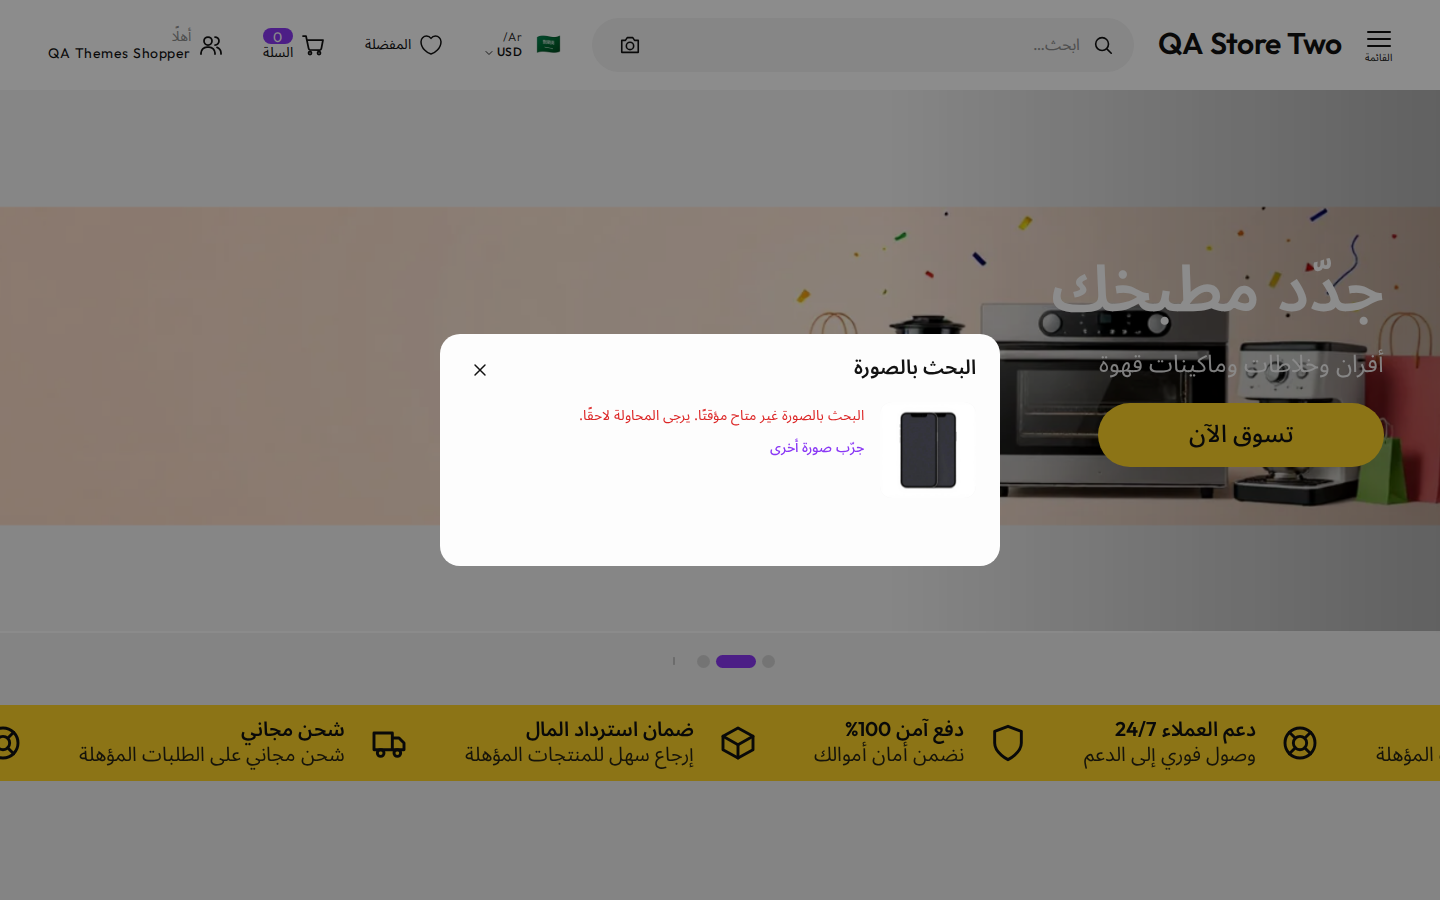 القائمة
QA Store Two
ابحث...
Ar/
USD
المفضلة
0
السلة
أهلًا
QA Themes Shopper
جدّد مطبخك
أفران وخلاطات وماكينات قهوة
تسوق الآن
البحث بالصورة
البحث بالصورة غير متاح مؤقتًا. يرجى المحاولة لاحقًا.
جرّب صورة أخرى
المؤهلة
دعم العملاء 24/7
وصول فوري إلى الدعم
دفع آمن 100%
نضمن أمان أموالك
ضمان استرداد المال
إرجاع سهل للمنتجات المؤهلة
شحن مجاني
شحن مجاني على الطلبات المؤهلة